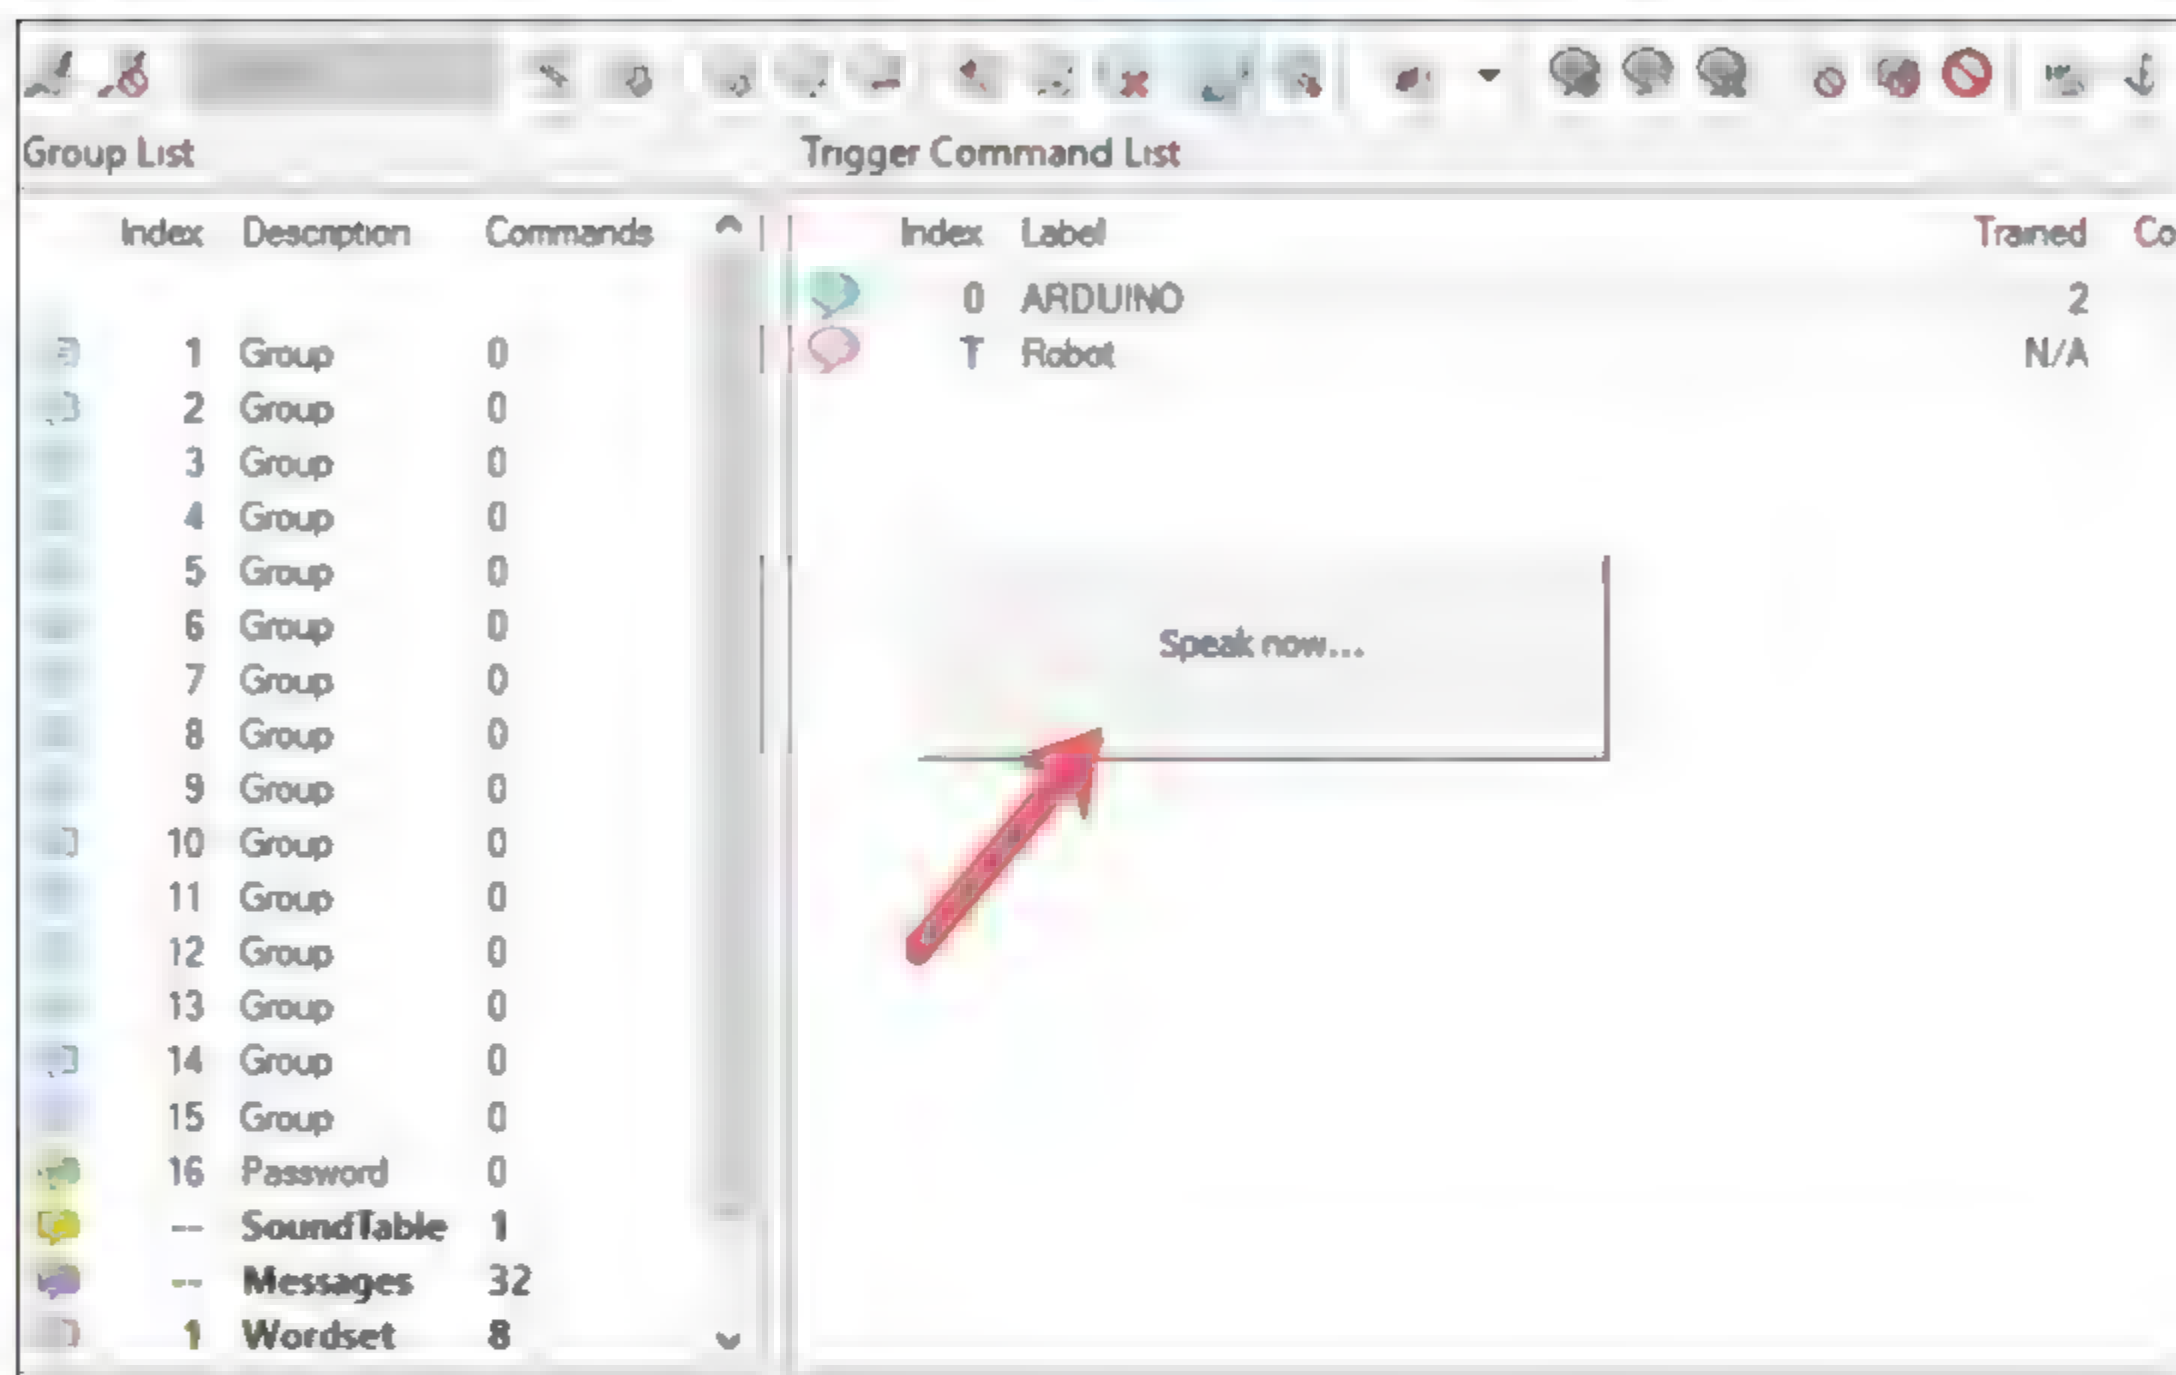 Group List
Trigger Command List
Index Description Commands
Index Label Trained Co
0 ARDUINO 2
T Robot N/A
1 Group 0
2 Group 0
3 Group 0
4 Group 0
5 Group 0
6 Group 0
7 Group 0
8 Group 0
9 Group 0
10 Group 0
11 Group 0
12 Group 0
13 Group 0
14 Group 0
15 Group 0
16 Password 0
-- SoundTable 1
-- Messages 32
1 Wordset 8
Speak now...